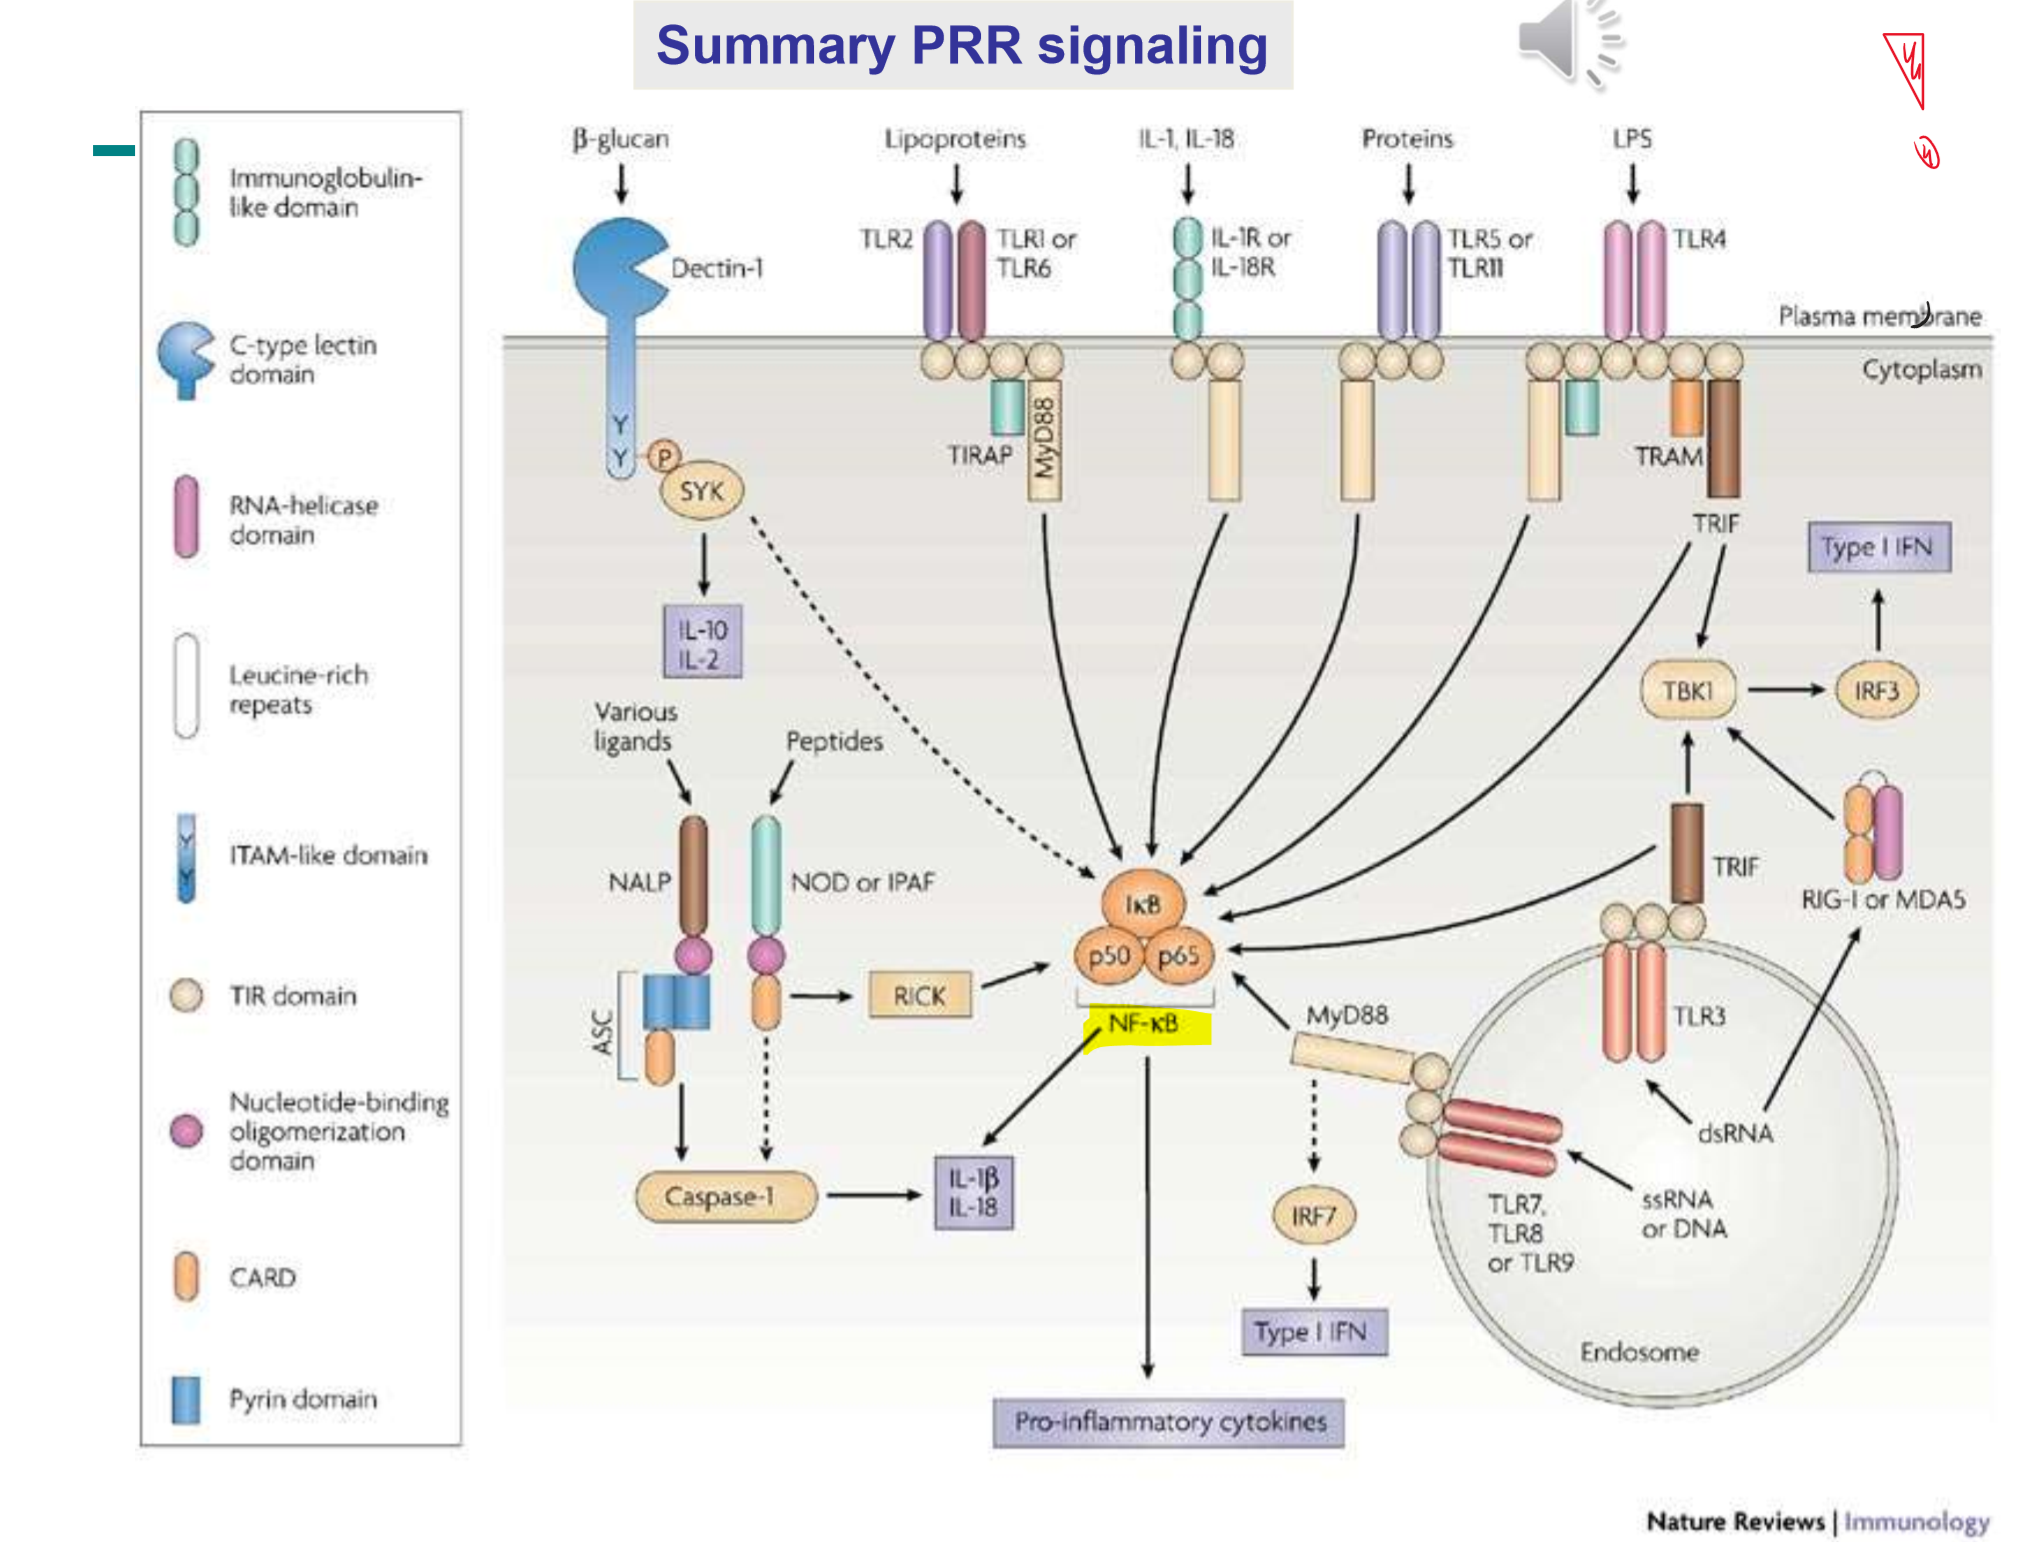 Summary PRR signaling
Immunoglobulin-
like domain
C-type lectin
domain
RNA-helicase
domain
Leucine-rich
repeats
Y
Y
ITAM-like domain
TIR domain
Nucleotide-binding
oligomerization
domain
CARD
Pyrin domain
β-glucan
Lipoproteins
IL-1, IL-18
Proteins
LPS
Dectin-1
TLR2
TLR1 or
TLR6
IL-1R or
IL-18R
TLR5 or
TLR11
TLR4
Plasma membrane
Cytoplasm
Y
Y
P
SYK
TIRAP
MyD88
TRAM
TRIF
Type I IFN
IL-10
IL-2
TBK1
IRF3
Various
ligands
Peptides
NALP
NOD or IPAF
IκB
p50
p65
TRIF
RIG-I or MDA5
ASC
RICK
NF-κB
MyD88
TLR3
dsRNA
Caspase-1
IL-1β
IL-18
IRF7
TLR7,
TLR8
or TLR9
ssRNA
or DNA
Type I IFN
Endosome
Pro-inflammatory cytokines
Nature Reviews | Immunology